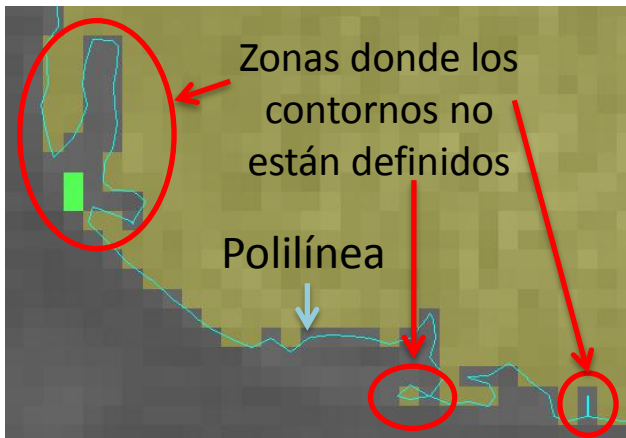 Zonas donde los
contornos no
están definidos
Polilínea